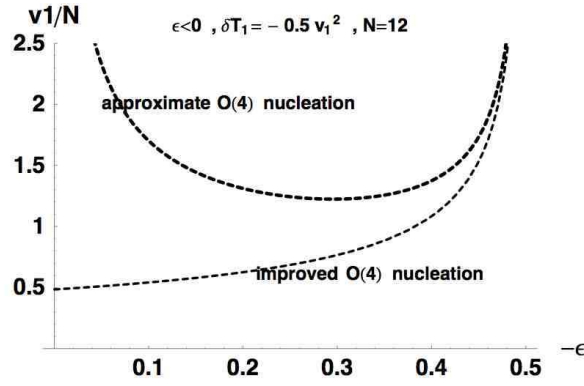 v1/N
ϵ<0 , δT₁ = − 0.5 v₁² , N=12
2.5
2
approximate O(4) nucleation
1.5
1
improved O(4) nucleation
0.5
−ϵ
0.1 0.2 0.3 0.4 0.5